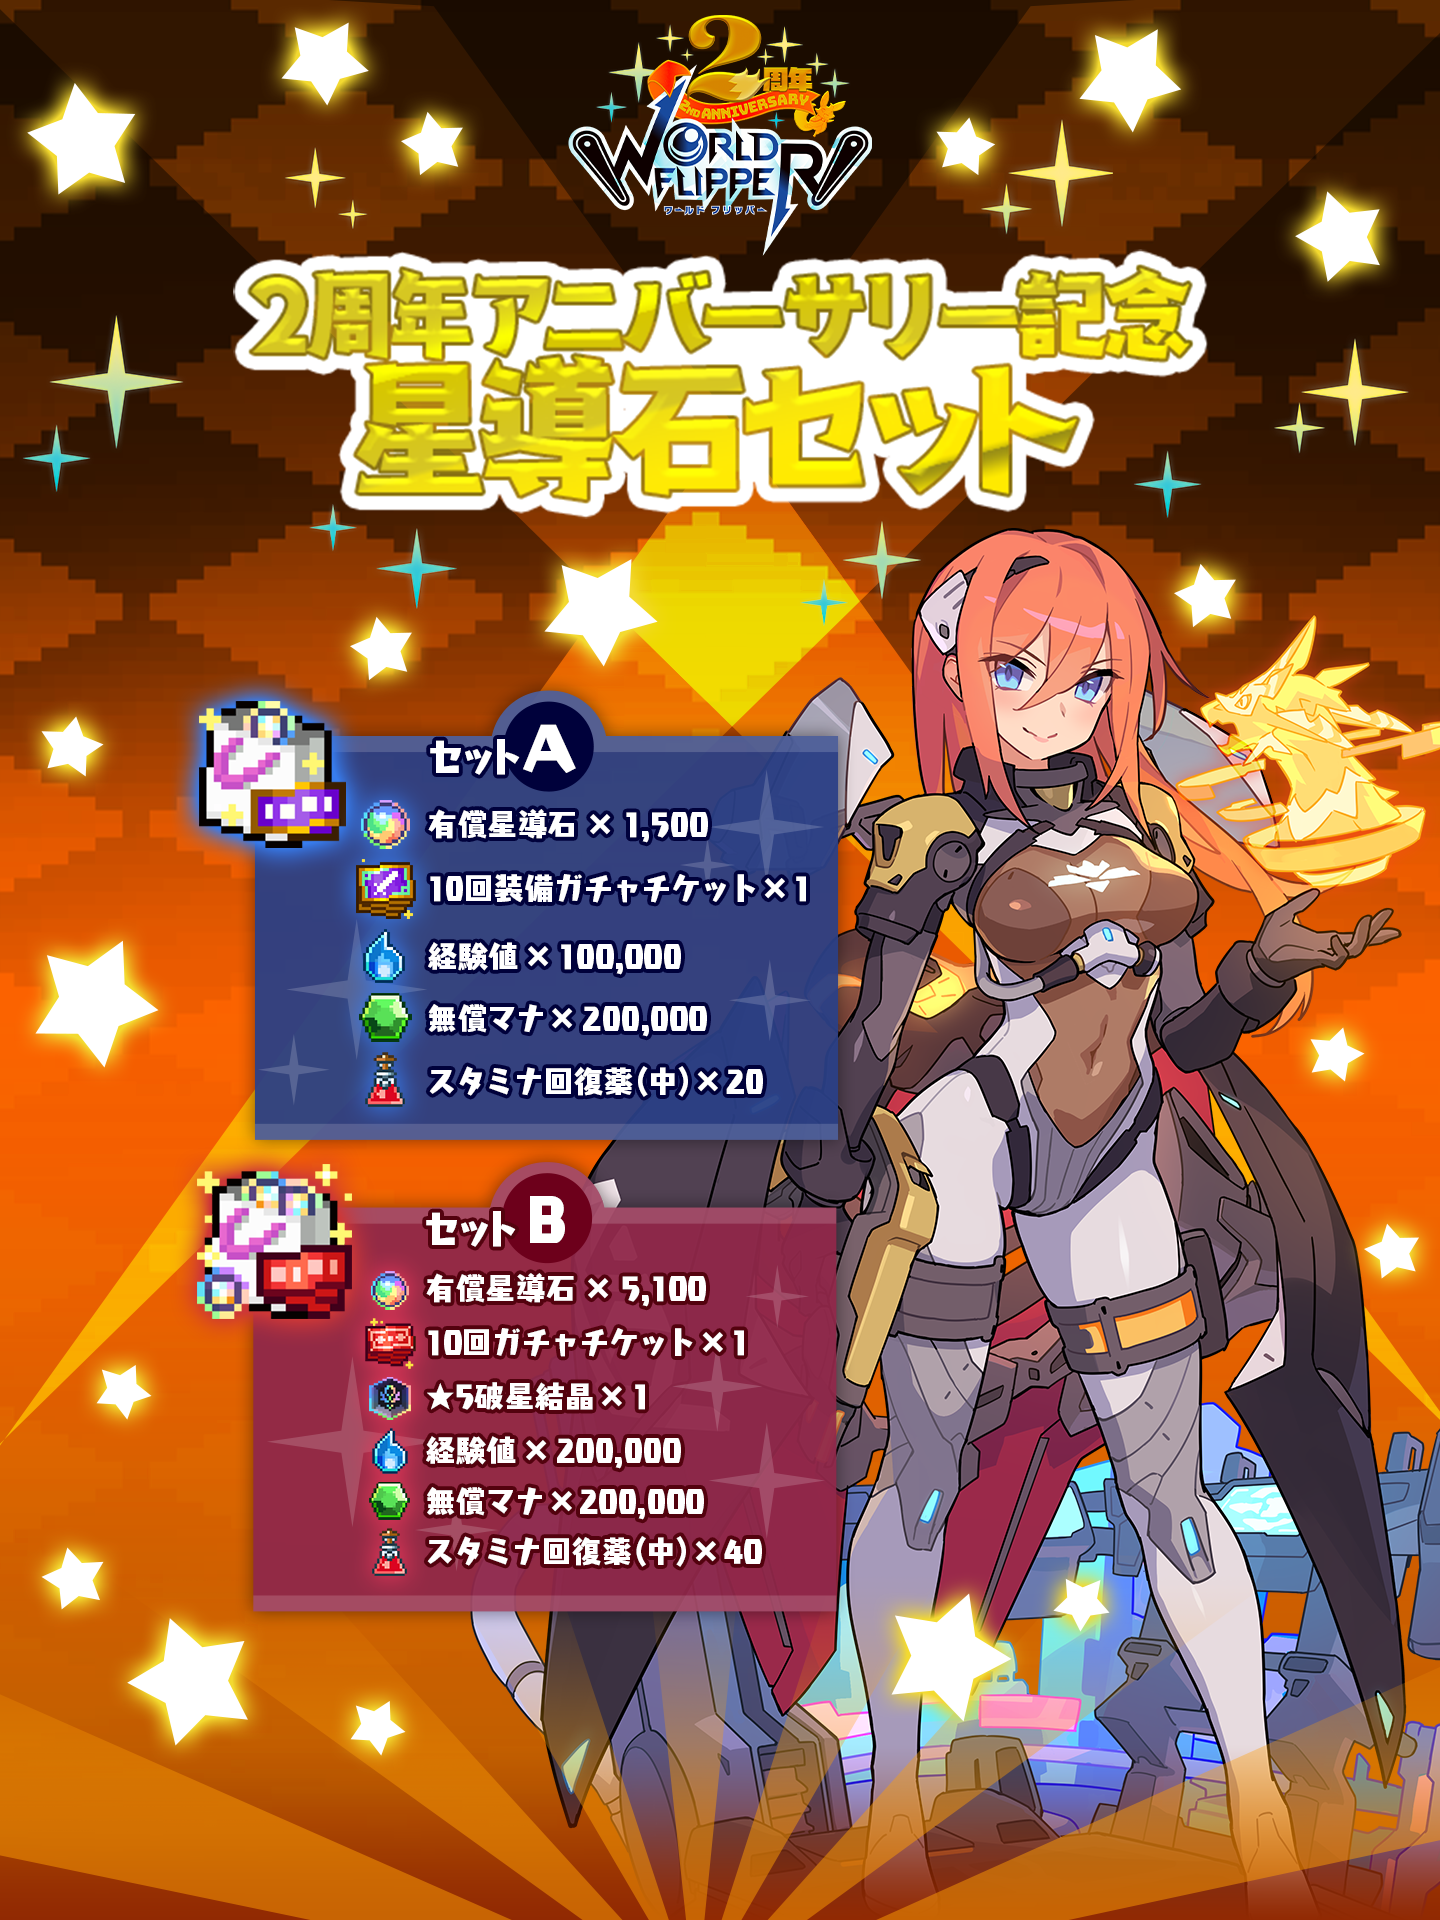 2周年
2ND ANNIVERSARY
WORLD
FLIPPER
ワールド フリッパー
2周年アニバーサリー記念
星導石セット
セットA
有償星導石 × 1,500
10回装備ガチャチケット×1
経験値×100,000
無償マナ×200,000
スタミナ回復薬(中)×20
セットB
有償星導石 × 5,100
10回ガチャチケット×1
★5破星結晶×1
経験値×200,000
無償マナ×200,000
スタミナ回復薬(中)×40